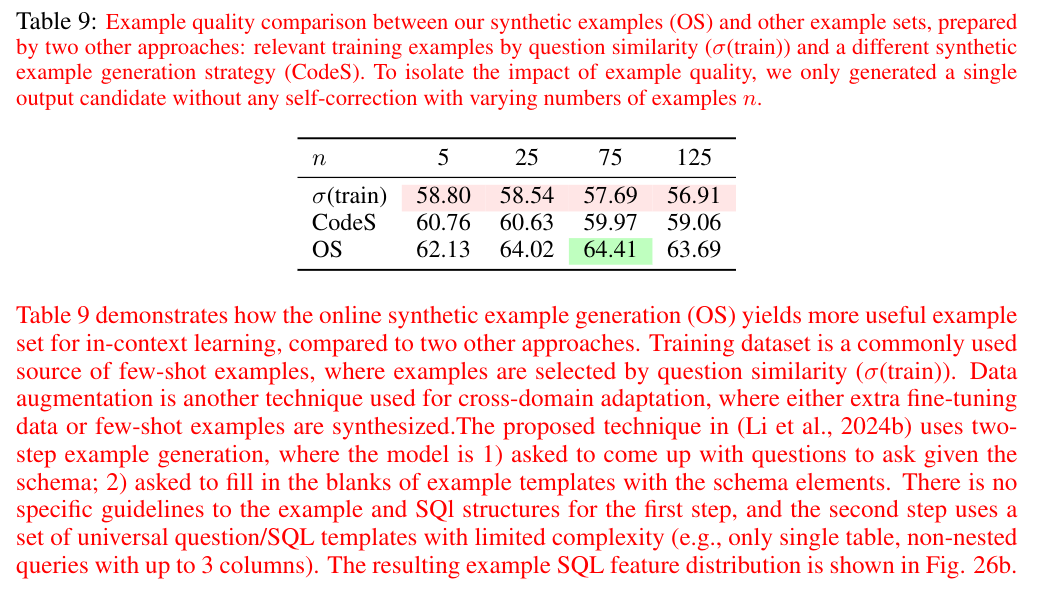 Table 9: Example quality comparison between our synthetic examples (OS) and other example sets, prepared
by two other approaches: relevant training examples by question similarity (σ(train)) and a different synthetic
example generation strategy (CodeS). To isolate the impact of example quality, we only generated a single
output candidate without any self-correction with varying numbers of examples n.
n 5 25 75 125
σ(train) 58.80 58.54 57.69 56.91
CodeS 60.76 60.63 59.97 59.06
OS 62.13 64.02 64.41 63.69
Table 9 demonstrates how the online synthetic example generation (OS) yields more useful example
set for in-context learning, compared to two other approaches. Training dataset is a commonly used
source of few-shot examples, where examples are selected by question similarity (σ(train)). Data
augmentation is another technique used for cross-domain adaptation, where either extra fine-tuning
data or few-shot examples are synthesized.The proposed technique in (Li et al., 2024b) uses two-
step example generation, where the model is 1) asked to come up with questions to ask given the
schema; 2) asked to fill in the blanks of example templates with the schema elements. There is no
specific guidelines to the example and SQl structures for the first step, and the second step uses a
set of universal question/SQL templates with limited complexity (e.g., only single table, non-nested
queries with up to 3 columns). The resulting example SQL feature distribution is shown in Fig. 26b.